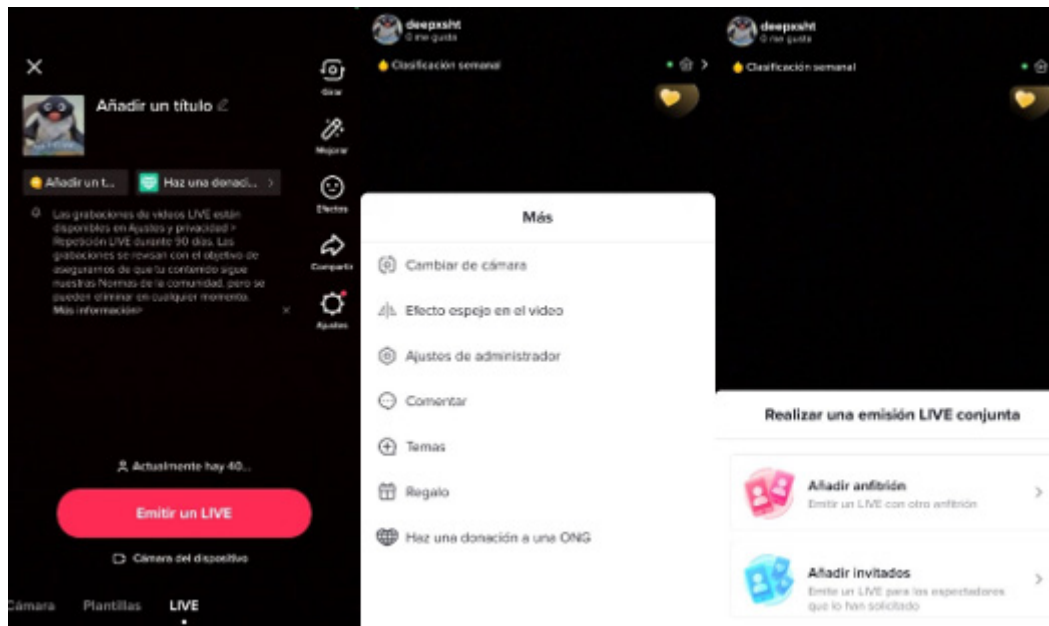 Añadir un título
Añadir un t...
Haz una donaci...
Las grabaciones de vídeos LIVE están
disponibles en Ajustes y privacidad >
Repetición LIVE durante 90 días. Las
grabaciones se revisan con el objetivo de
asegurarnos de que tu contenido sigue
nuestras Normas de la comunidad, pero se
pueden eliminar en cualquier momento.
Más información>
Girar
Mejorar
Efectos
Compartir
Ajustes
Actualmente hay 40...
Emitir un LIVE
Cámara del dispositivo
Cámara Plantillas LIVE
deepxsht
0 me gusta
Clasificación semanal
Más
Cambiar de cámara
Efecto espejo en el video
Ajustes de administrador
Comentar
Temas
Regalo
Haz una donación a una ONG
deepxsht
0 me gusta
Clasificación semanal
Realizar una emisión LIVE conjunta
Añadir anfitrión
Emitir un LIVE con otro anfitrión
Añadir invitados
Emite un LIVE para los espectadores
que lo han solicitado